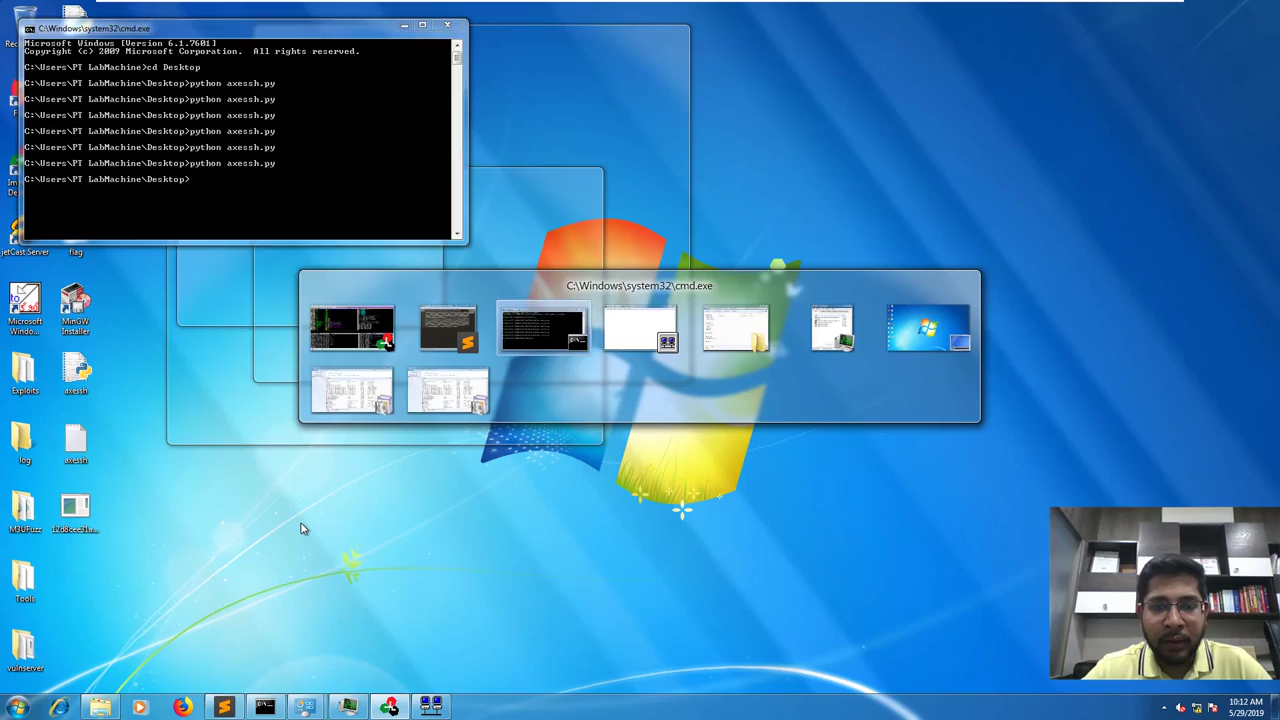 C:\Windows\system32\cmd.exe
Microsoft Windows [Version 6.1.7601]
Copyright (c) 2009 Microsoft Corporation.  All rights reserved.
C:\Users\PT LabMachine>cd Desktop
C:\Users\PT LabMachine\Desktop>python axessh.py
C:\Users\PT LabMachine\Desktop>python axessh.py
C:\Users\PT LabMachine\Desktop>python axessh.py
C:\Users\PT LabMachine\Desktop>python axessh.py
C:\Users\PT LabMachine\Desktop>python axessh.py
C:\Users\PT LabMachine\Desktop>python axessh.py
C:\Users\PT LabMachine\Desktop>
jetCast Server
flag
C:\Windows\system32\cmd.exe
Microsoft Windo...
MinGW Installer
Exploits
axessh
log
axessh
M3UFuzz
12d8cee31a...
Tools
vulnserver
10:12 AM
5/29/2019